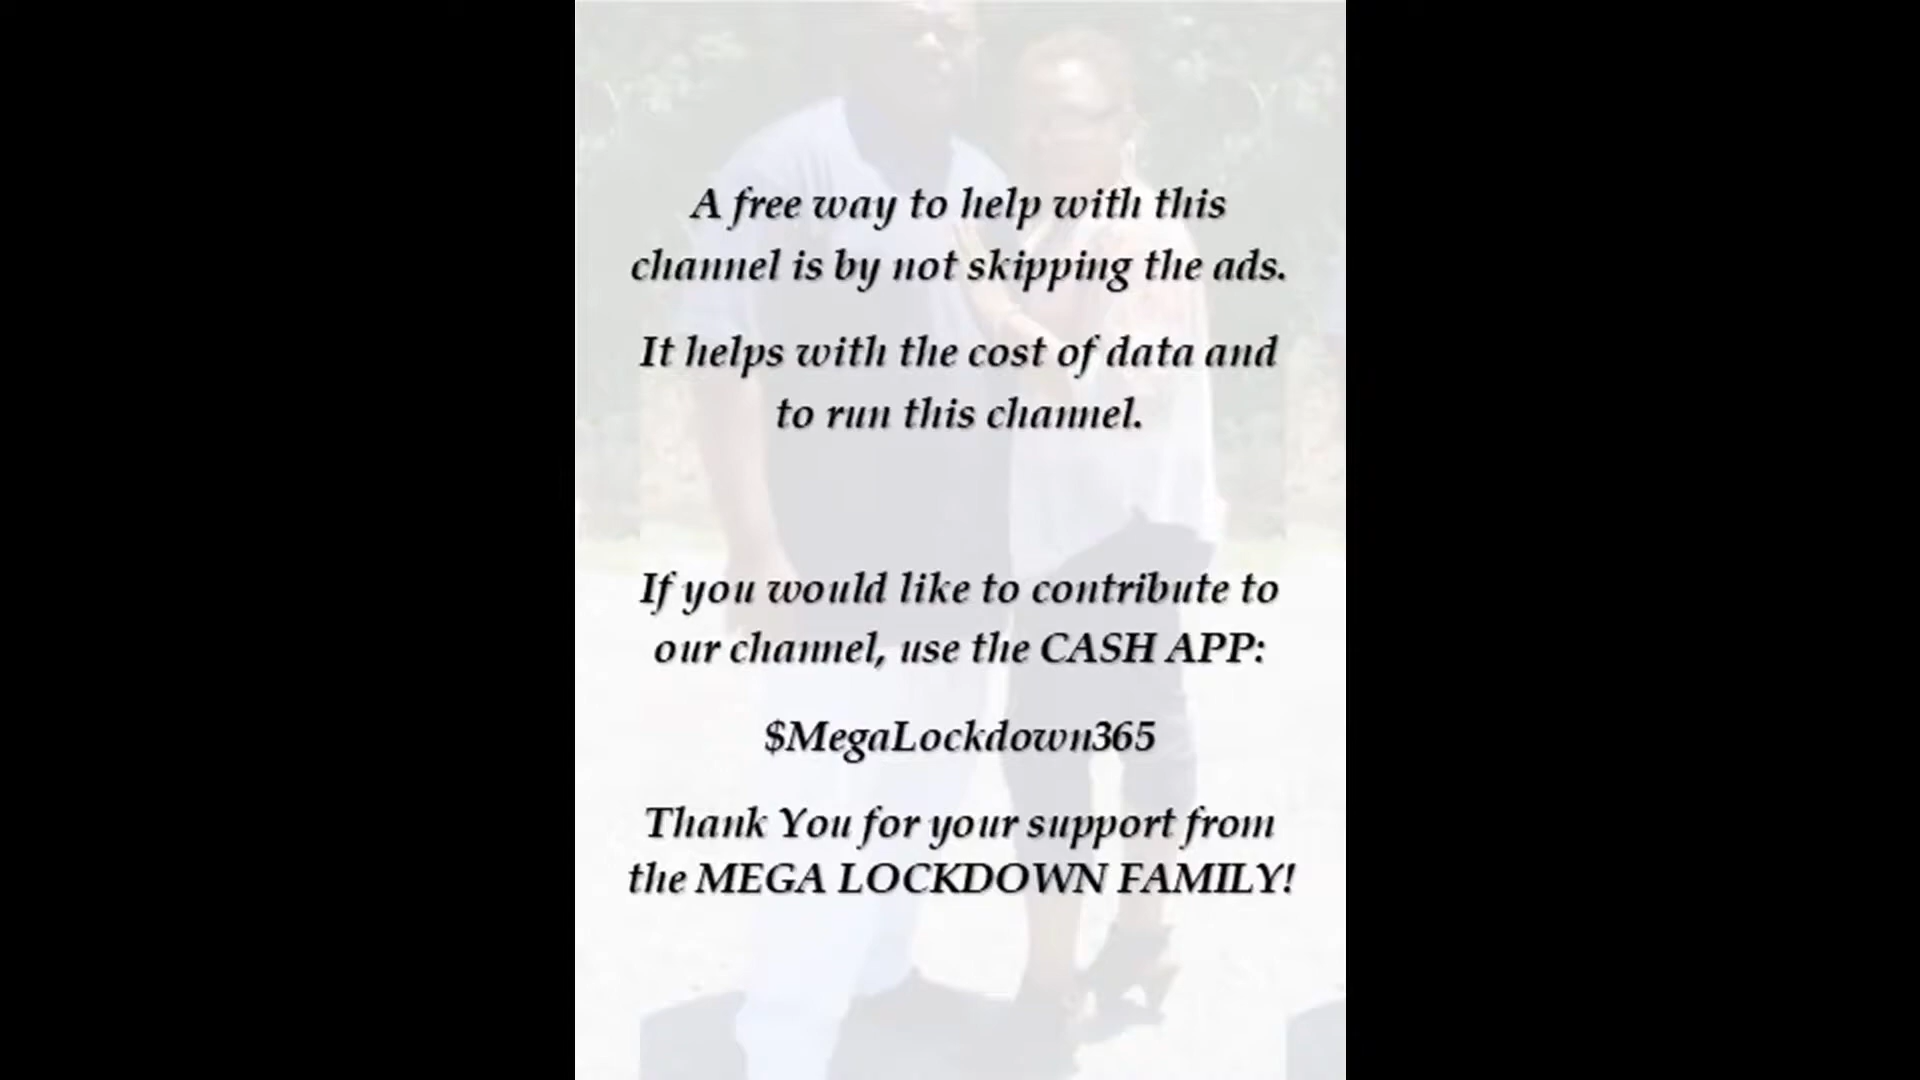 A free way to help with this
channel is by not skipping the ads.
It helps with the cost of data and
to run this channel.
If you would like to contribute to
our channel, use the CASH APP:
$MegaLockdown365
Thank You for your support from
the MEGA LOCKDOWN FAMILY!